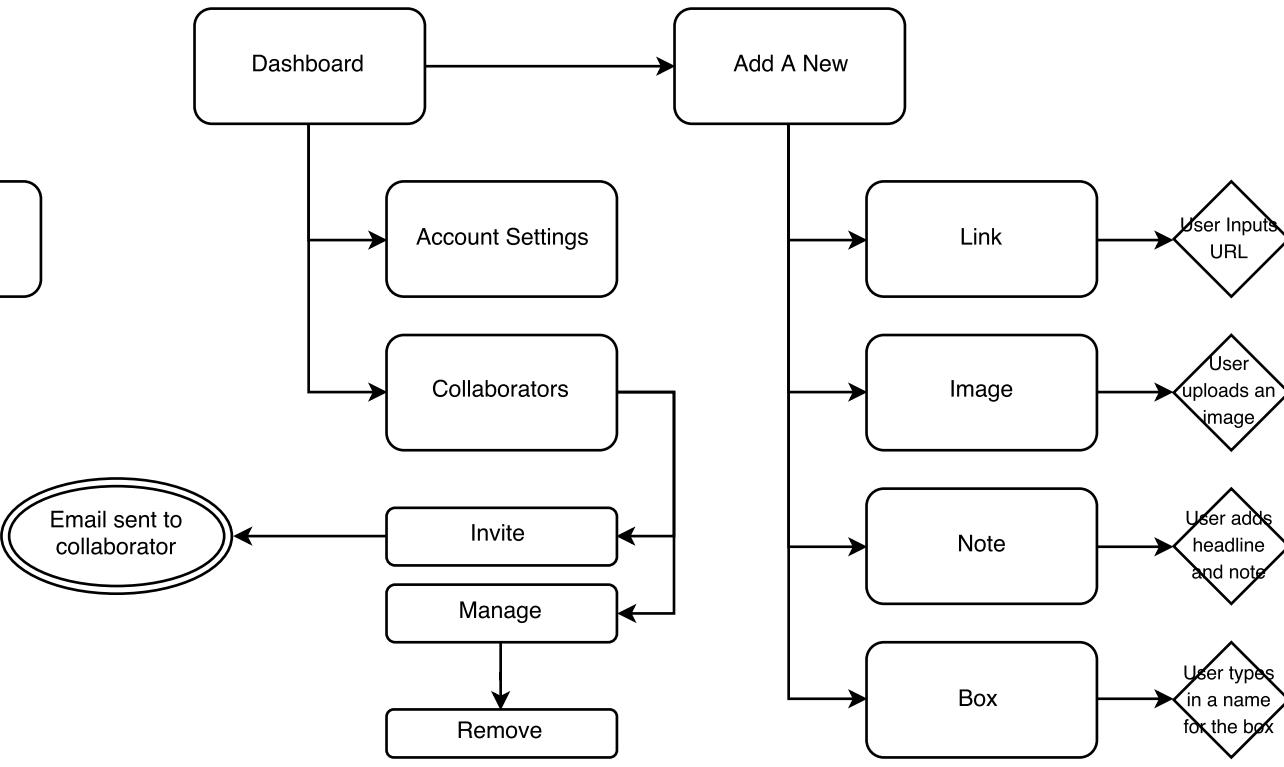 Dashboard
Add A New
Account Settings
Link
User Inputs
URL
Collaborators
Image
User
uploads an
image
Email sent to
collaborator
Invite
Note
User adds
headline
and note
Manage
Remove
Box
User types
in a name
for the box